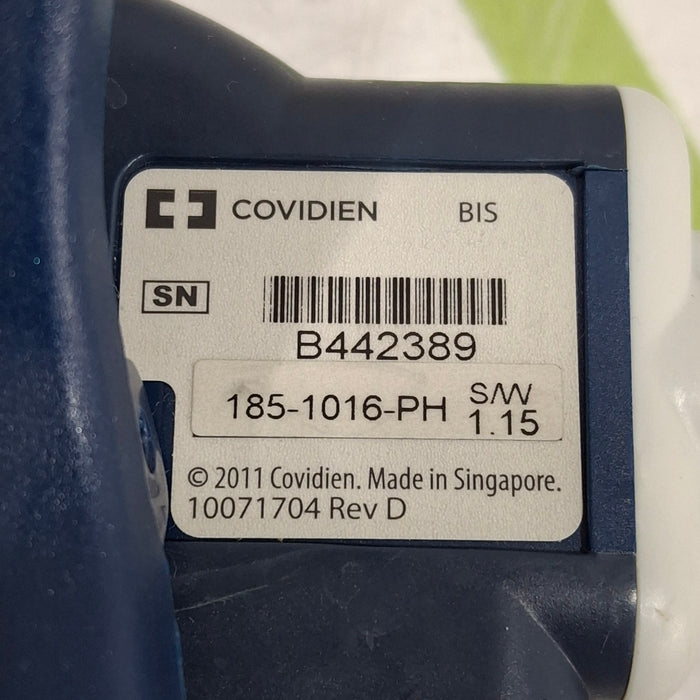 COVIDIEN BIS
SN
B442389
185-1016-PH S/W 1.15
© 2011 Covidien. Made in Singapore.
10071704 Rev D